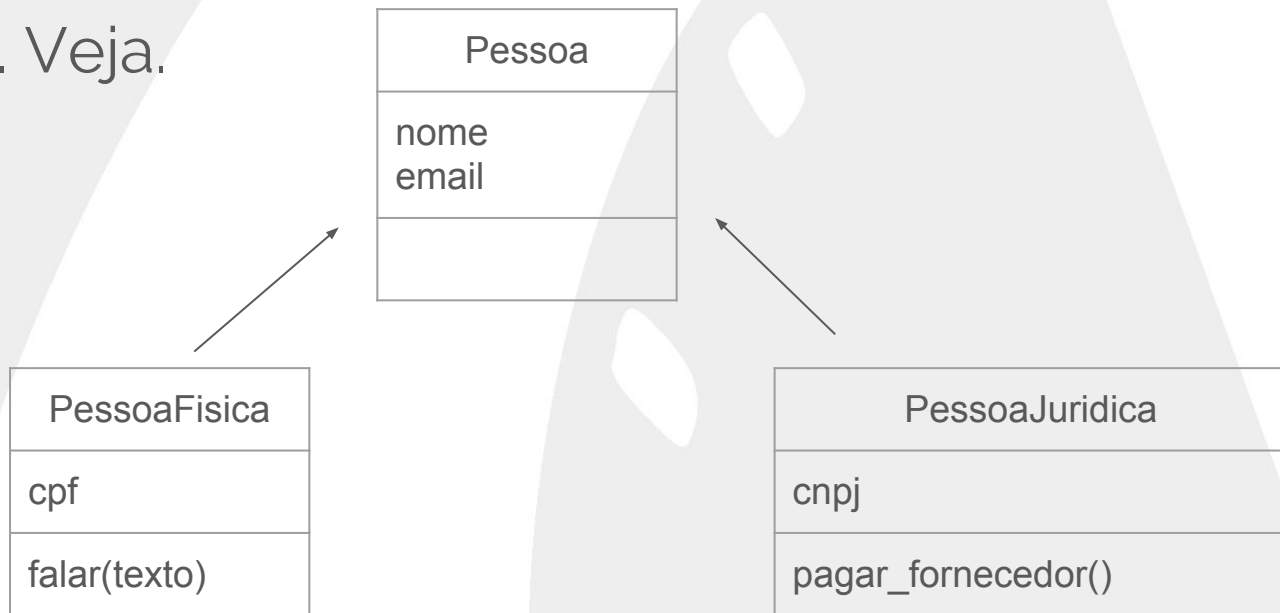 . Veja.
Pessoa
nome
email
PessoaFisica
cpf
falar(texto)
PessoaJuridica
cnpj
pagar_fornecedor()